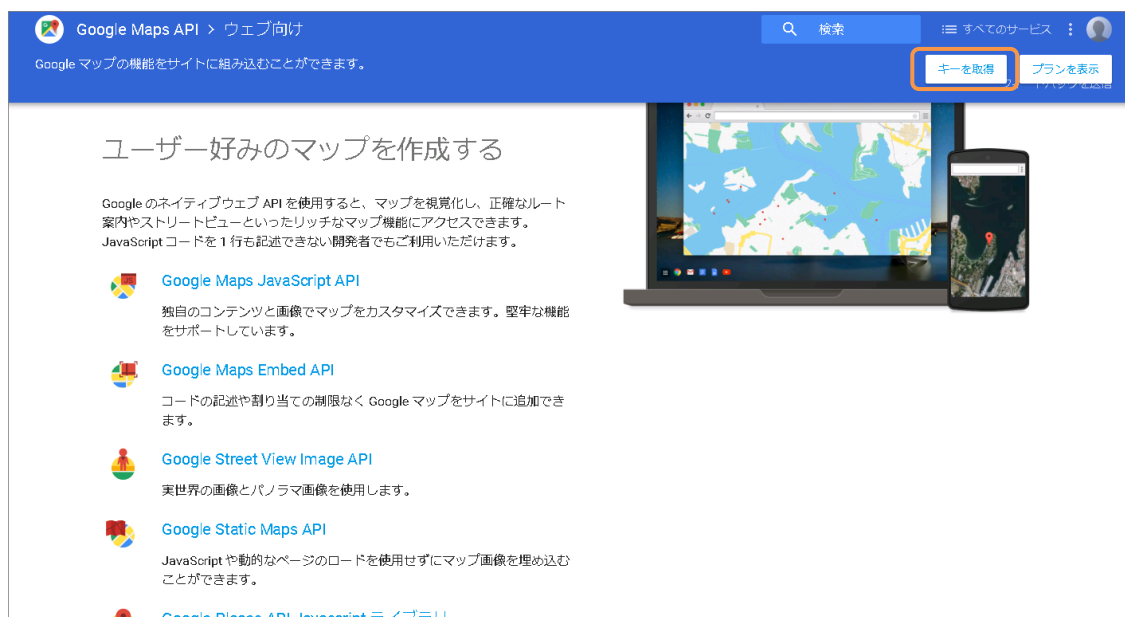 Google Maps API > ウェブ向け
検索
すべてのサービス
Google マップの機能をサイトに組み込むことができます。
キーを取得
プランを表示
ユーザー好みのマップを作成する
Google のネイティブウェブ API を使用すると、マップを視覚化し、正確なルート
案内やストリートビューといったリッチなマップ機能にアクセスできます。
JavaScript コードを 1 行も記述できない開発者でもご利用いただけます。
Google Maps JavaScript API
独自のコンテンツと画像でマップをカスタマイズできます。堅牢な機能
をサポートしています。
Google Maps Embed API
コードの記述や割り当ての制限なく Google マップをサイトに追加でき
ます。
Google Street View Image API
実世界の画像とパノラマ画像を使用します。
Google Static Maps API
JavaScript や動的なページのロードを使用せずにマップ画像を埋め込む
ことができます。
Google Places API Javascript ライブラリ